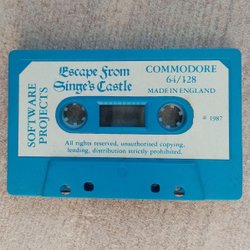 SOFTWARE
PROJECTS
Escape From
Singe's Castle
COMMODORE
64/128
MADE IN ENGLAND
© 1987
All rights reserved, unauthorised copying,
lending, distribution strictly prohibited.